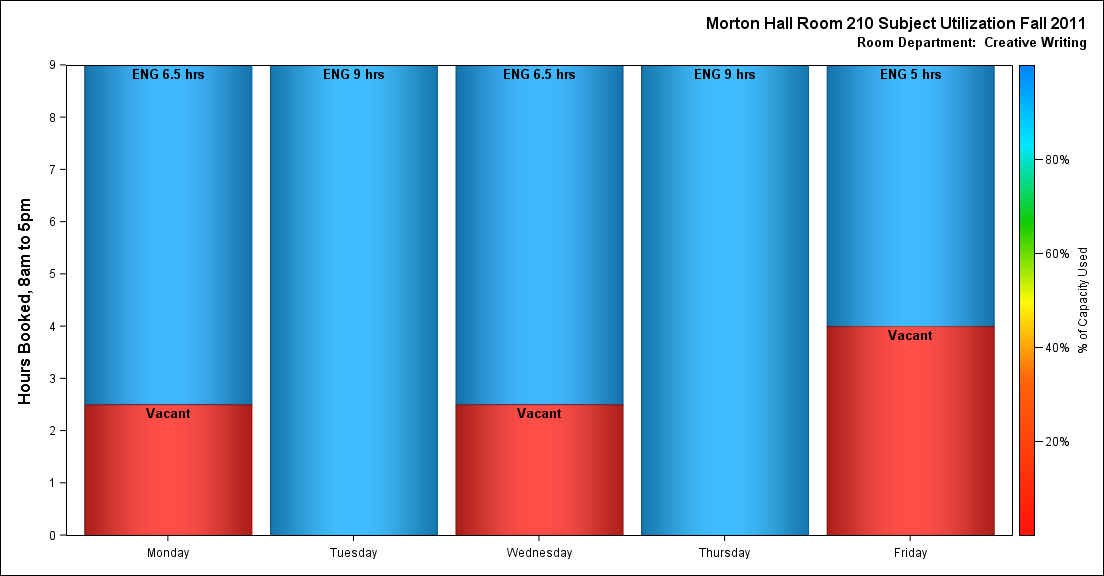 Morton Hall Room 210 Subject Utilization Fall 2011
Room Department: Creative Writing
Hours Booked, 8am to 5pm
9
8
7
6
5
4
3
2
1
0
ENG 6.5 hrs
ENG 9 hrs
ENG 6.5 hrs
ENG 9 hrs
ENG 5 hrs
Vacant
Vacant
Vacant
Monday
Tuesday
Wednesday
Thursday
Friday
80%
60%
40%
20%
% of Capacity Used